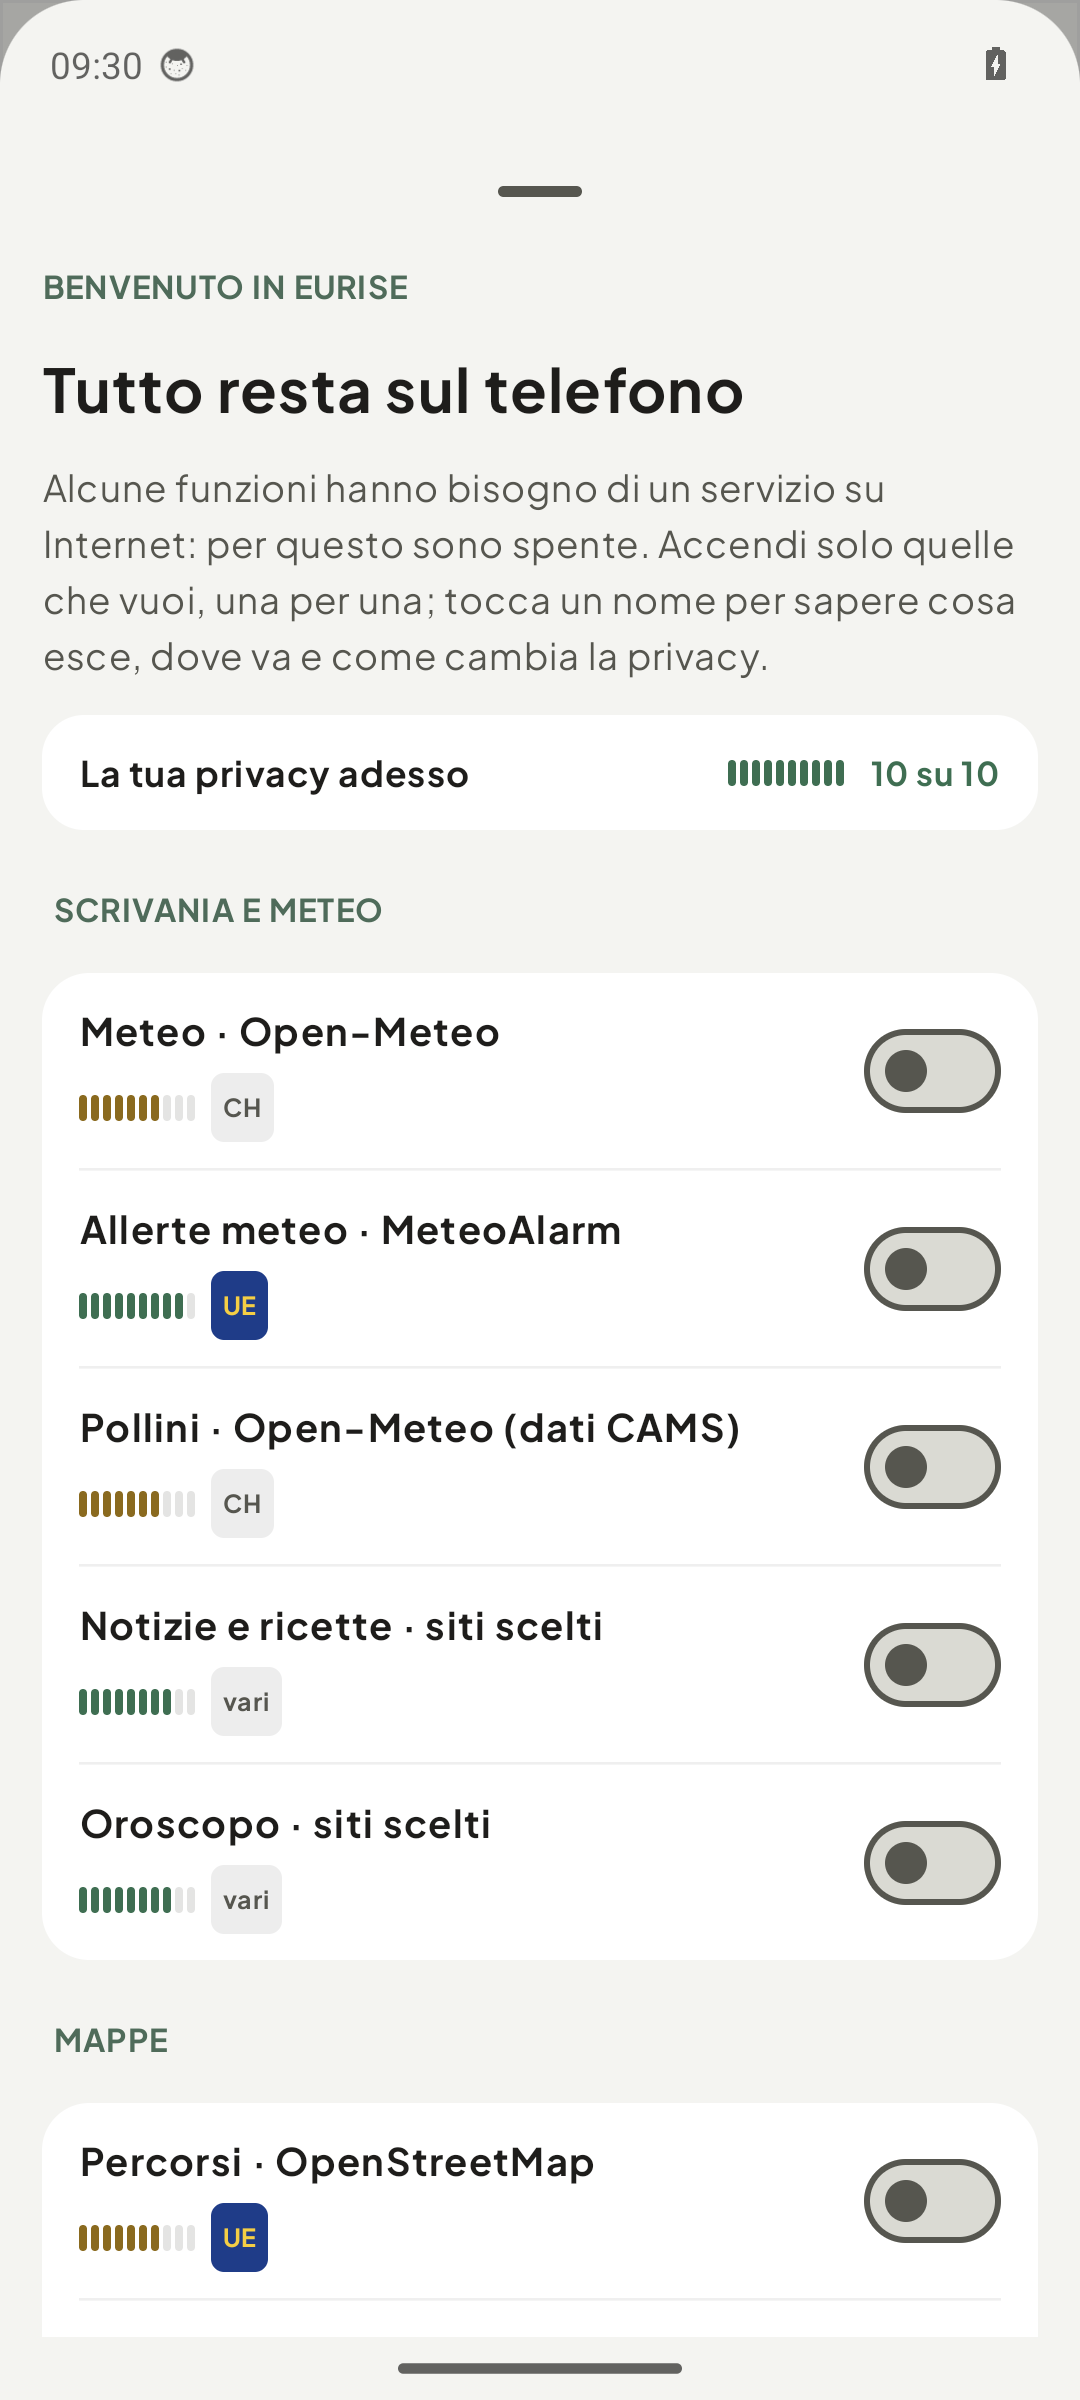 09:30
BENVENUTO IN EURISE
Tutto resta sul telefono
Alcune funzioni hanno bisogno di un servizio su
Internet: per questo sono spente. Accendi solo quelle
che vuoi, una per una; tocca un nome per sapere cosa
esce, dove va e come cambia la privacy.
La tua privacy adesso 10 su 10
SCRIVANIA E METEO
Meteo · Open-Meteo
CH
Allerte meteo · MeteoAlarm
UE
Pollini · Open-Meteo (dati CAMS)
CH
Notizie e ricette · siti scelti
vari
Oroscopo · siti scelti
vari
MAPPE
Percorsi · OpenStreetMap
UE